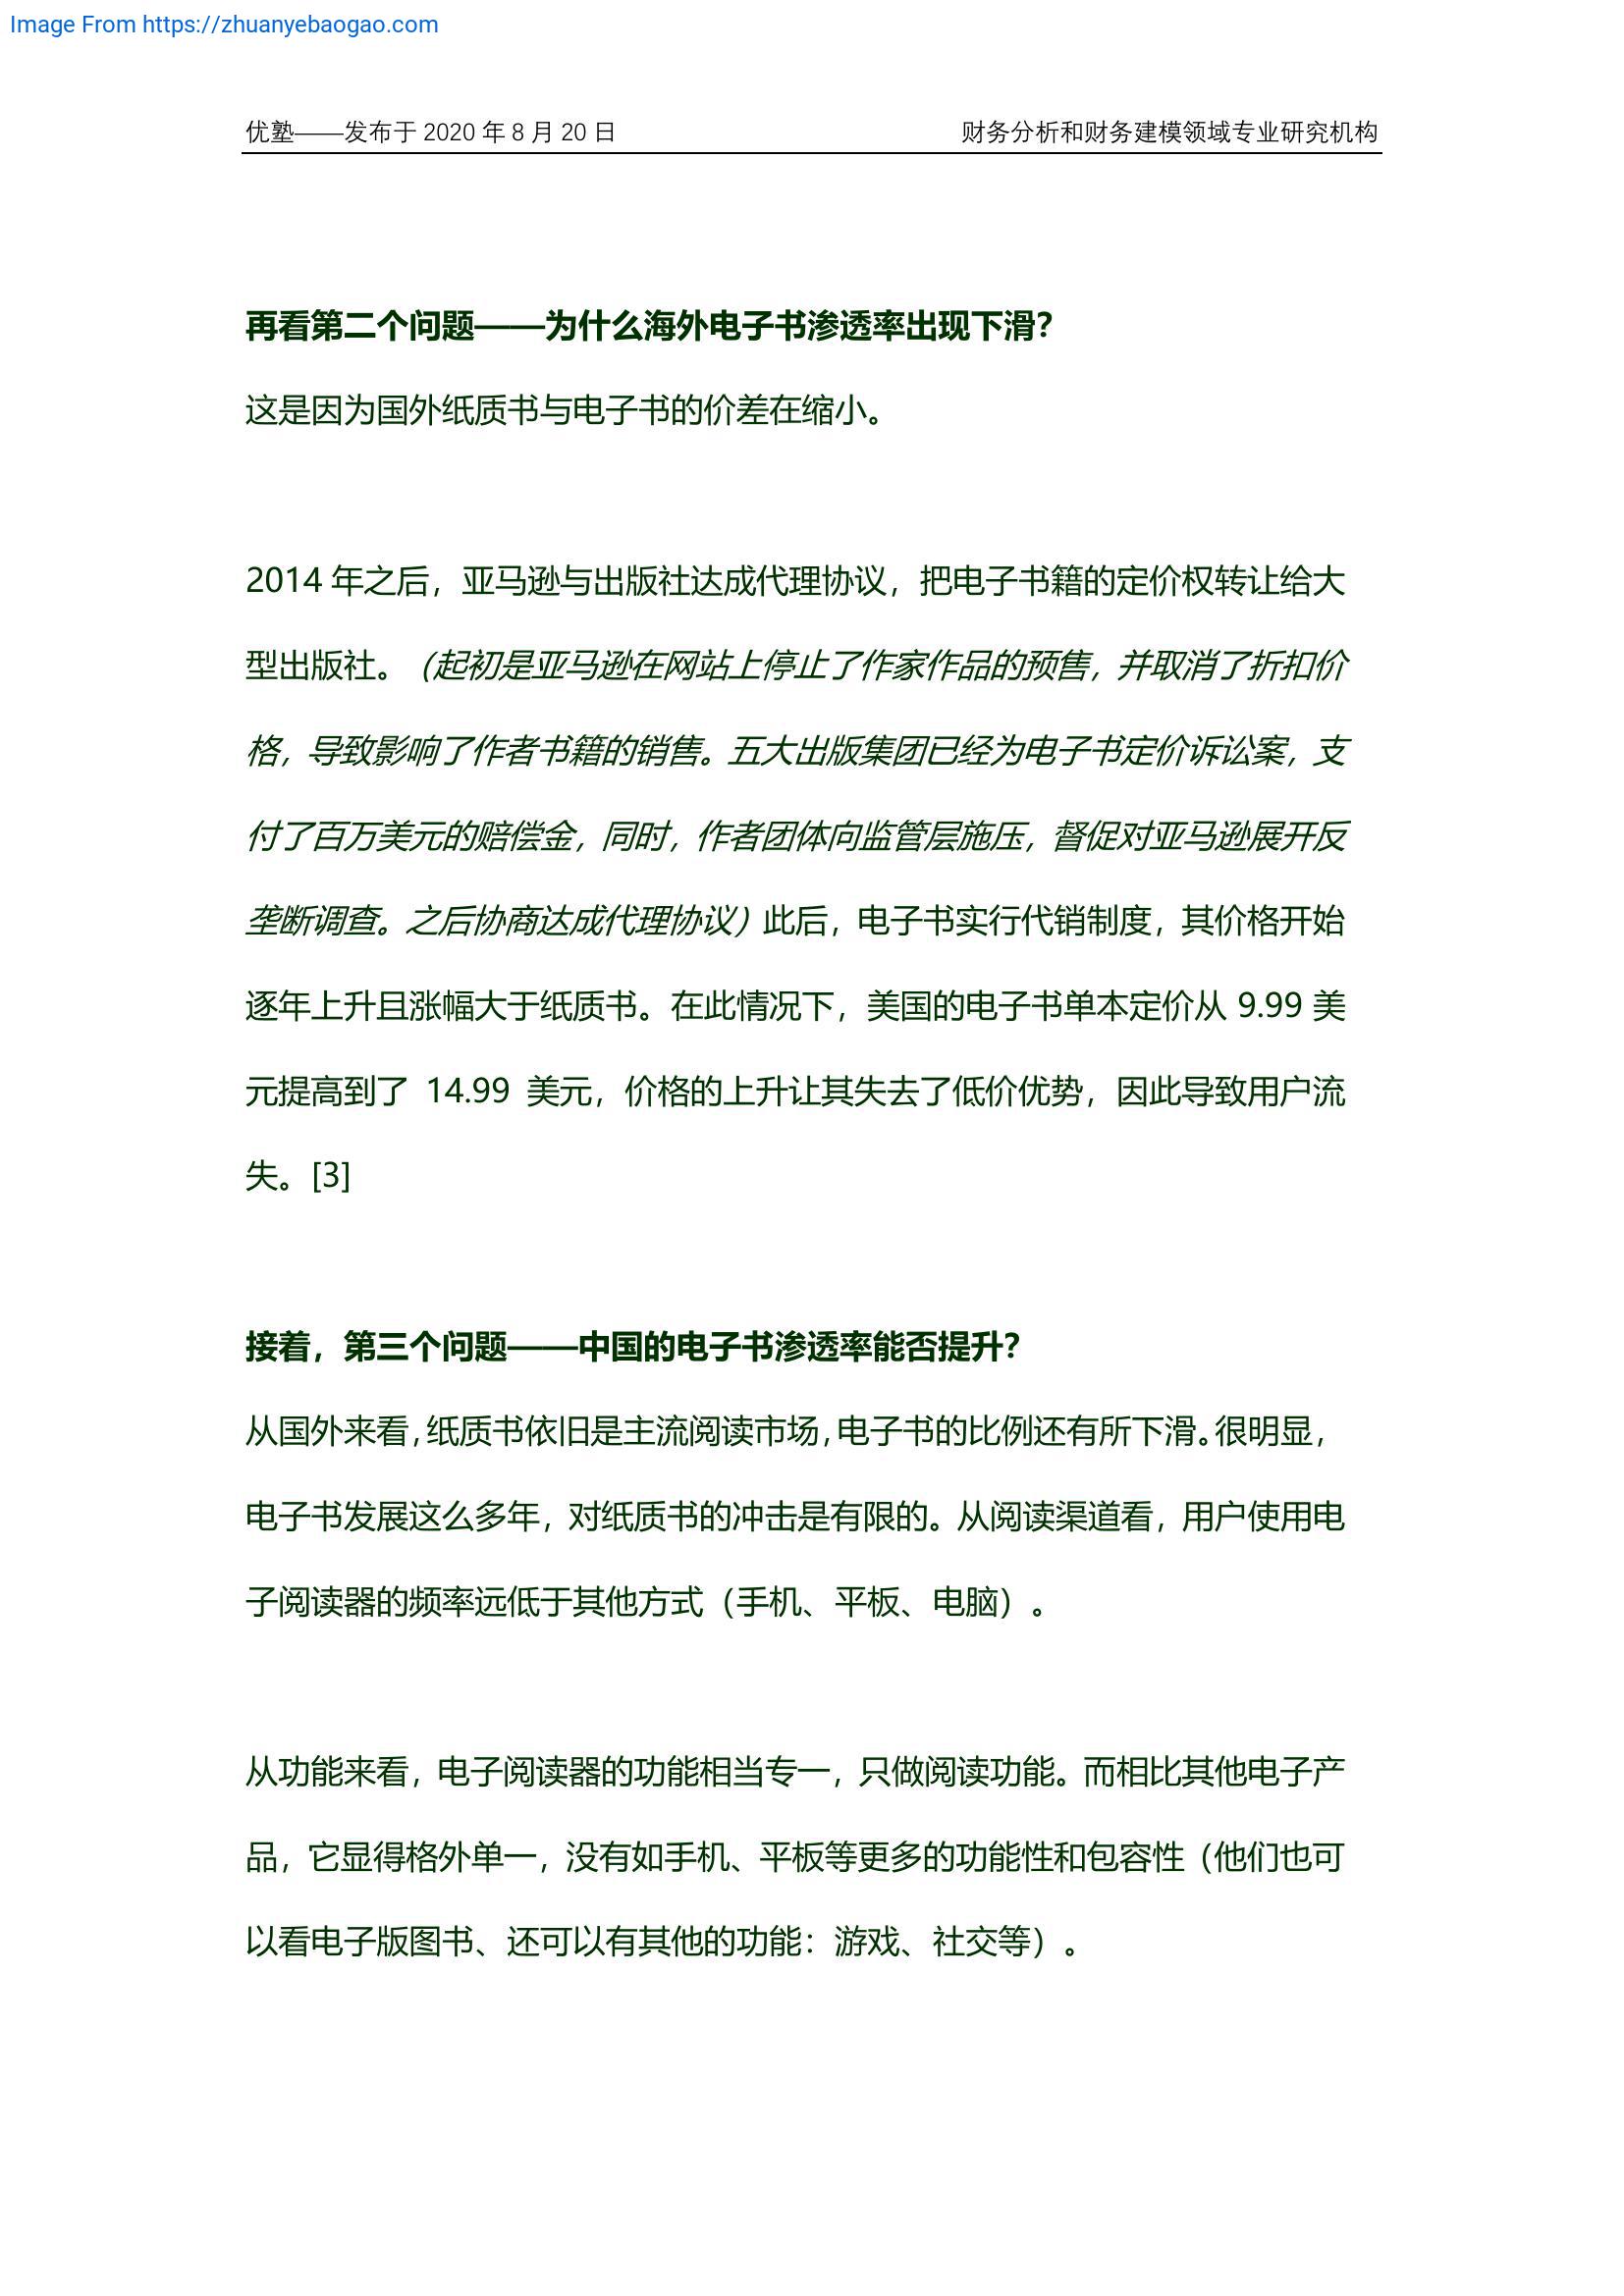 Image From https://zhuanyebaogao.com
优塾——发布于 2020 年 8 月 20 日 财务分析和财务建模领域专业研究机构
再看第二个问题——为什么海外电子书渗透率出现下滑？
这是因为国外纸质书与电子书的价差在缩小。
2014 年之后，亚马逊与出版社达成代理协议，把电子书籍的定价权转让给大
型出版社。（起初是亚马逊在网站上停止了作家作品的预售，并取消了折扣价
格，导致影响了作者书籍的销售。五大出版集团已经为电子书定价诉讼案，支
付了百万美元的赔偿金，同时，作者团体向监管层施压，督促对亚马逊展开反
垄断调查。之后协商达成代理协议）此后，电子书实行代销制度，其价格开始
逐年上升且涨幅大于纸质书。在此情况下，美国的电子书单本定价从 9.99 美
元提高到了 14.99 美元，价格的上升让其失去了低价优势，因此导致用户流
失。[3]
接着，第三个问题——中国的电子书渗透率能否提升？
从国外来看，纸质书依旧是主流阅读市场，电子书的比例还有所下滑。很明显，
电子书发展这么多年，对纸质书的冲击是有限的。从阅读渠道看，用户使用电
子阅读器的频率远低于其他方式（手机、平板、电脑）。
从功能来看，电子阅读器的功能相当专一，只做阅读功能。而相比其他电子产
品，它显得格外单一，没有如手机、平板等更多的功能性和包容性（他们也可
以看电子版图书、还可以有其他的功能：游戏、社交等）。